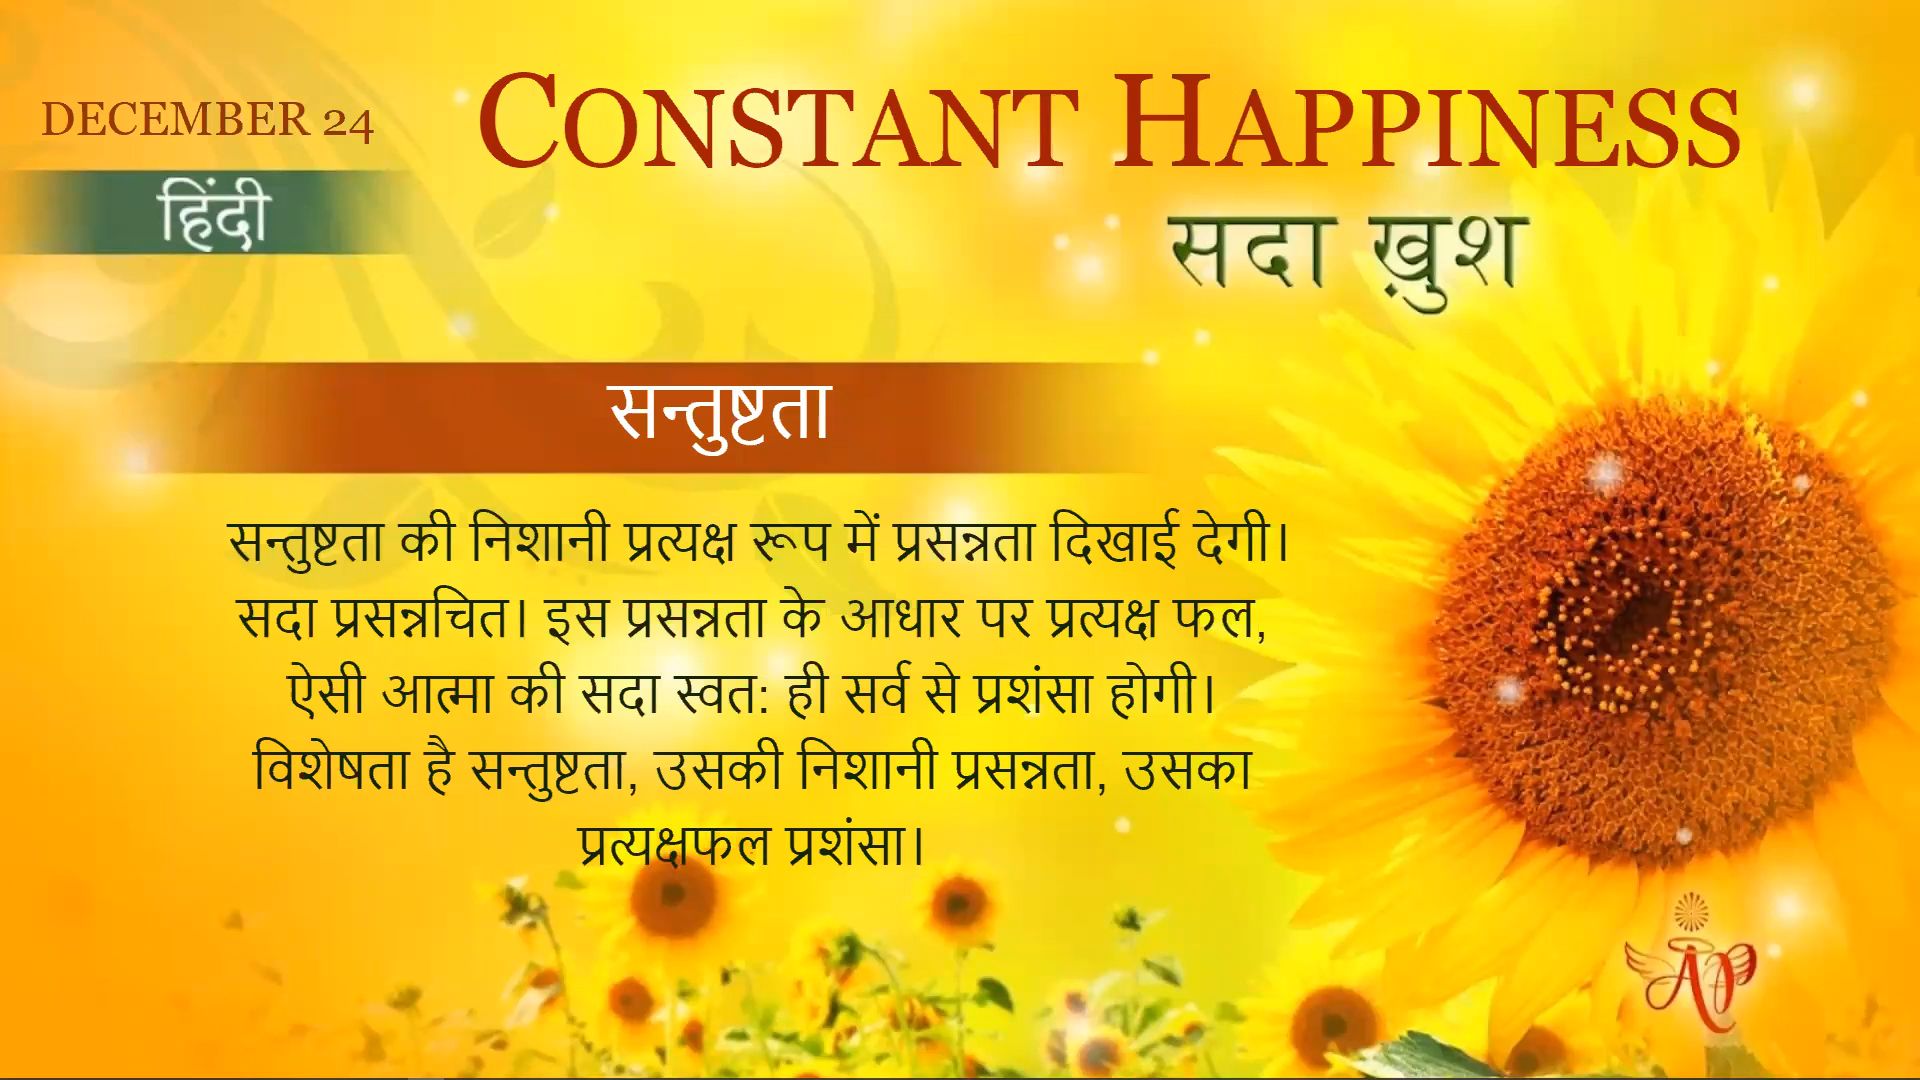 DECEMBER 24
CONSTANT HAPPINESS
हिंदी
सदा ख़ुश
सन्तुष्टता
सन्तुष्टता की निशानी प्रत्यक्ष रूप में प्रसन्नता दिखाई देगी।
सदा प्रसन्नचित। इस प्रसन्नता के आधार पर प्रत्यक्ष फल,
ऐसी आत्मा की सदा स्वत: ही सर्व से प्रशंसा होगी।
विशेषता है सन्तुष्टता, उसकी निशानी प्रसन्नता, उसका
प्रत्यक्षफल प्रशंसा।